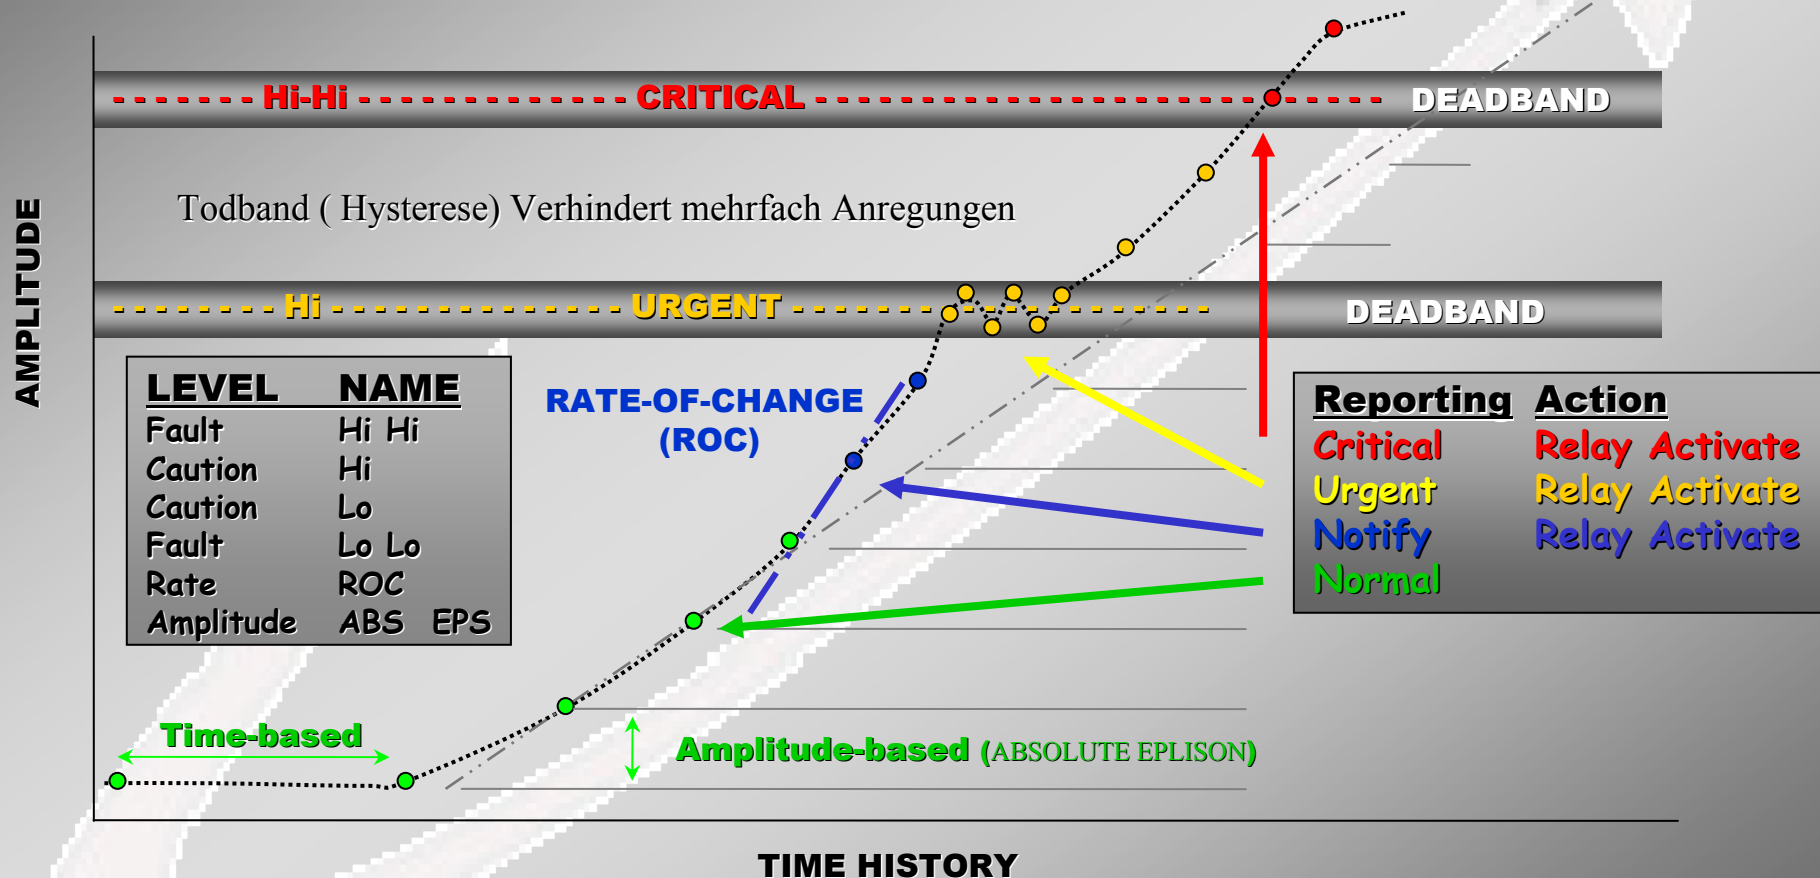 Hi-Hi CRITICAL DEADBAND
Todband ( Hysterese) Verhindert mehrfach Anregungen
AMPLITUDE
Hi URGENT DEADBAND
LEVEL NAME
Fault Hi Hi
Caution Hi
Caution Lo
Fault Lo Lo
Rate ROC
Amplitude ABS EPS
RATE-OF-CHANGE
(ROC)
Reporting Action
Critical Relay Activate
Urgent Relay Activate
Notify Relay Activate
Normal
Time-based
Amplitude-based (ABSOLUTE EPLISON)
TIME HISTORY